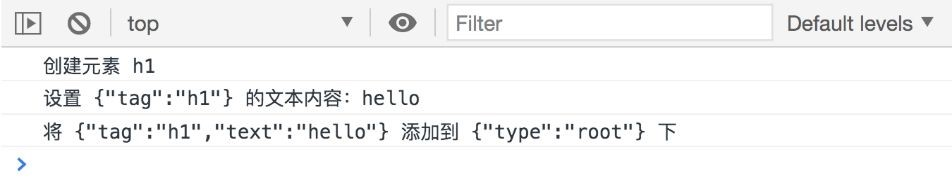 top Filter Default levels
创建元素 h1
设置 {"tag":"h1"} 的文本内容：hello
将 {"tag":"h1","text":"hello"} 添加到 {"type":"root"} 下